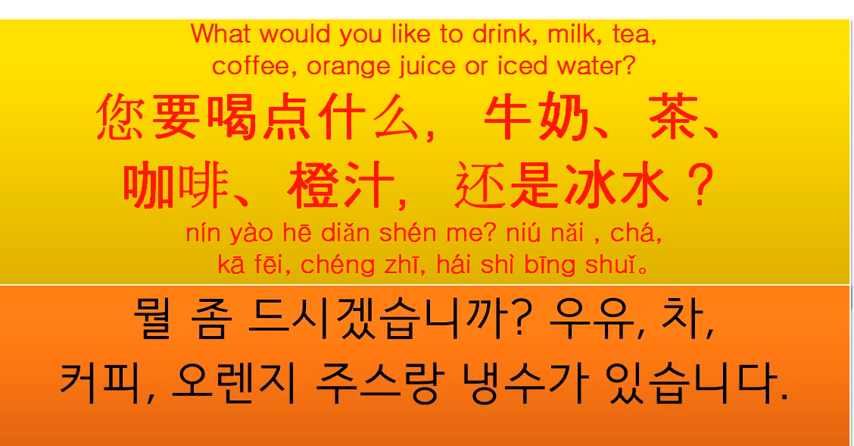 What would you like to drink, milk, tea,
coffee, orange juice or iced water?
您要喝点什么，牛奶、茶、
咖啡、橙汁，还是冰水？
nín yào hē diǎn shén me? niú nǎi , chá,
kā fēi, chéng zhī, hái shì bīng shuǐ。
뭘 좀 드시겠습니까? 우유, 차,
커피, 오렌지 주스랑 냉수가 있습니다.